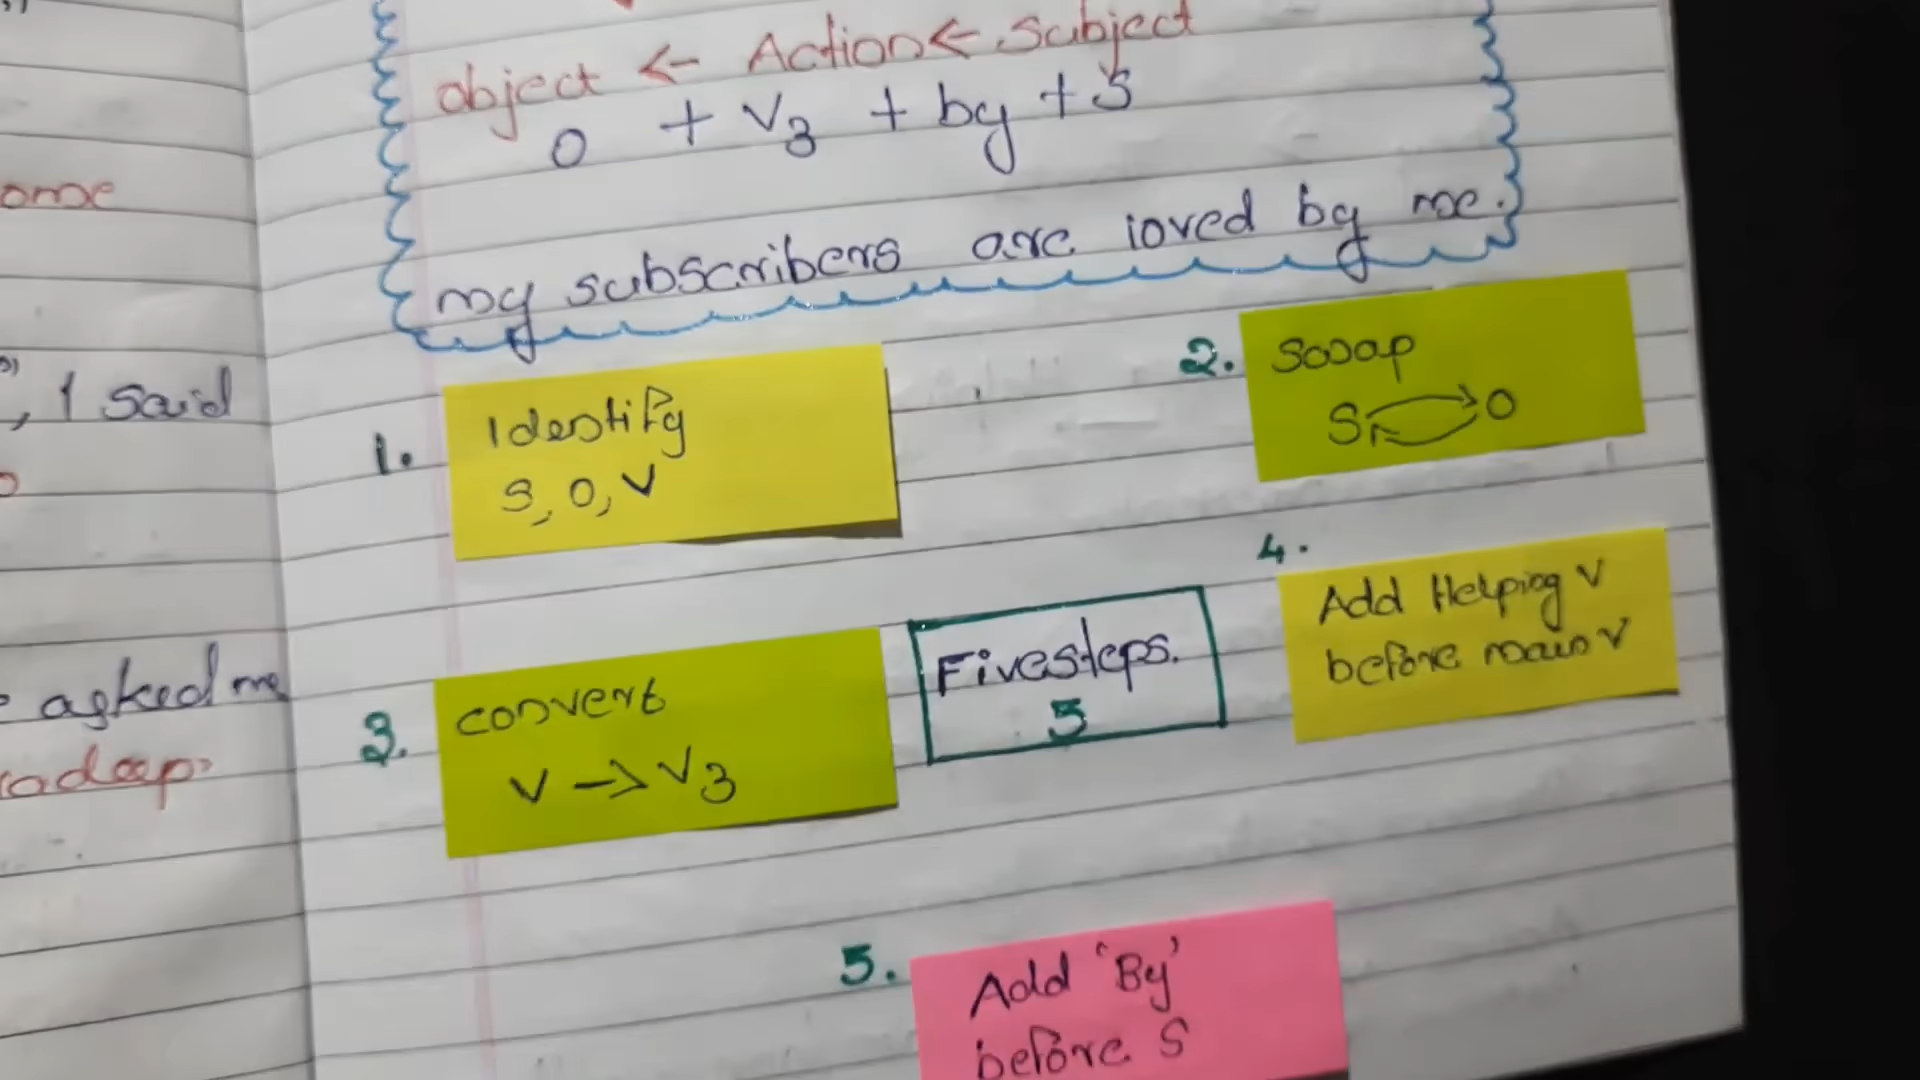 object ← Action ← Subject
O + V3 + by + S
my subscribers are loved by me.
1. Identify
S, O, V
2. Swap
S O
3. convert
V → V3
Five steps.
5
4. Add Helping V
before main V
5. Add 'By'
before S
, I said
asked me